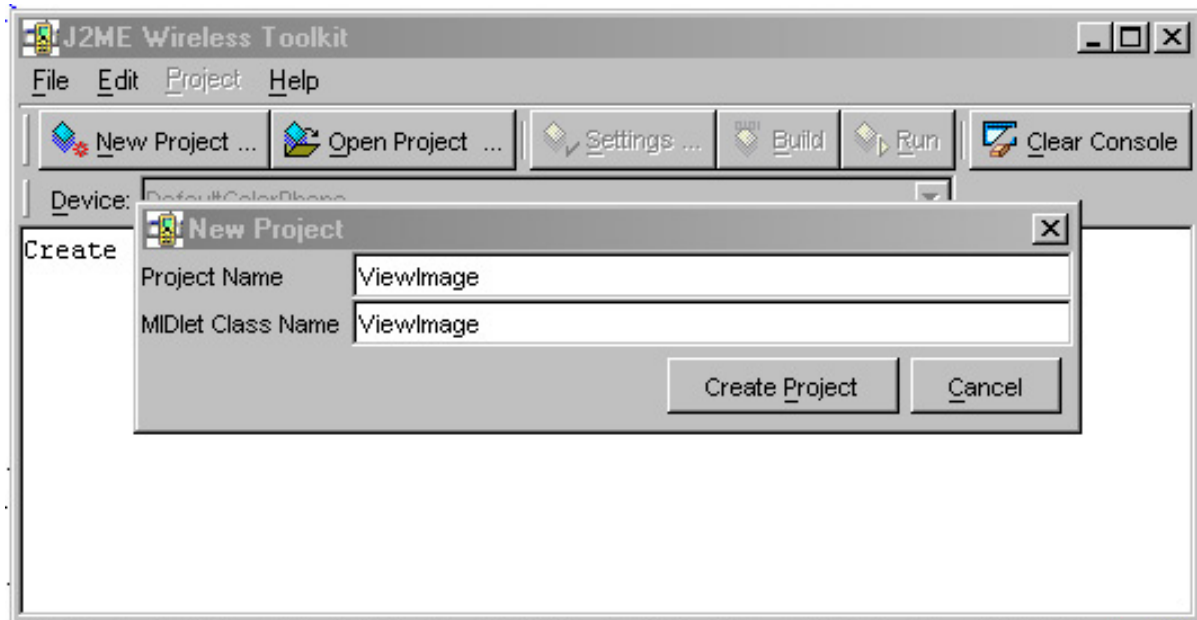 J2ME Wireless Toolkit
File Edit Project Help
New Project ... Open Project ... Settings ... Build Run Clear Console
Device: DefaultColorPhone
Create
New Project
Project Name ViewImage
MIDlet Class Name ViewImage
Create Project Cancel